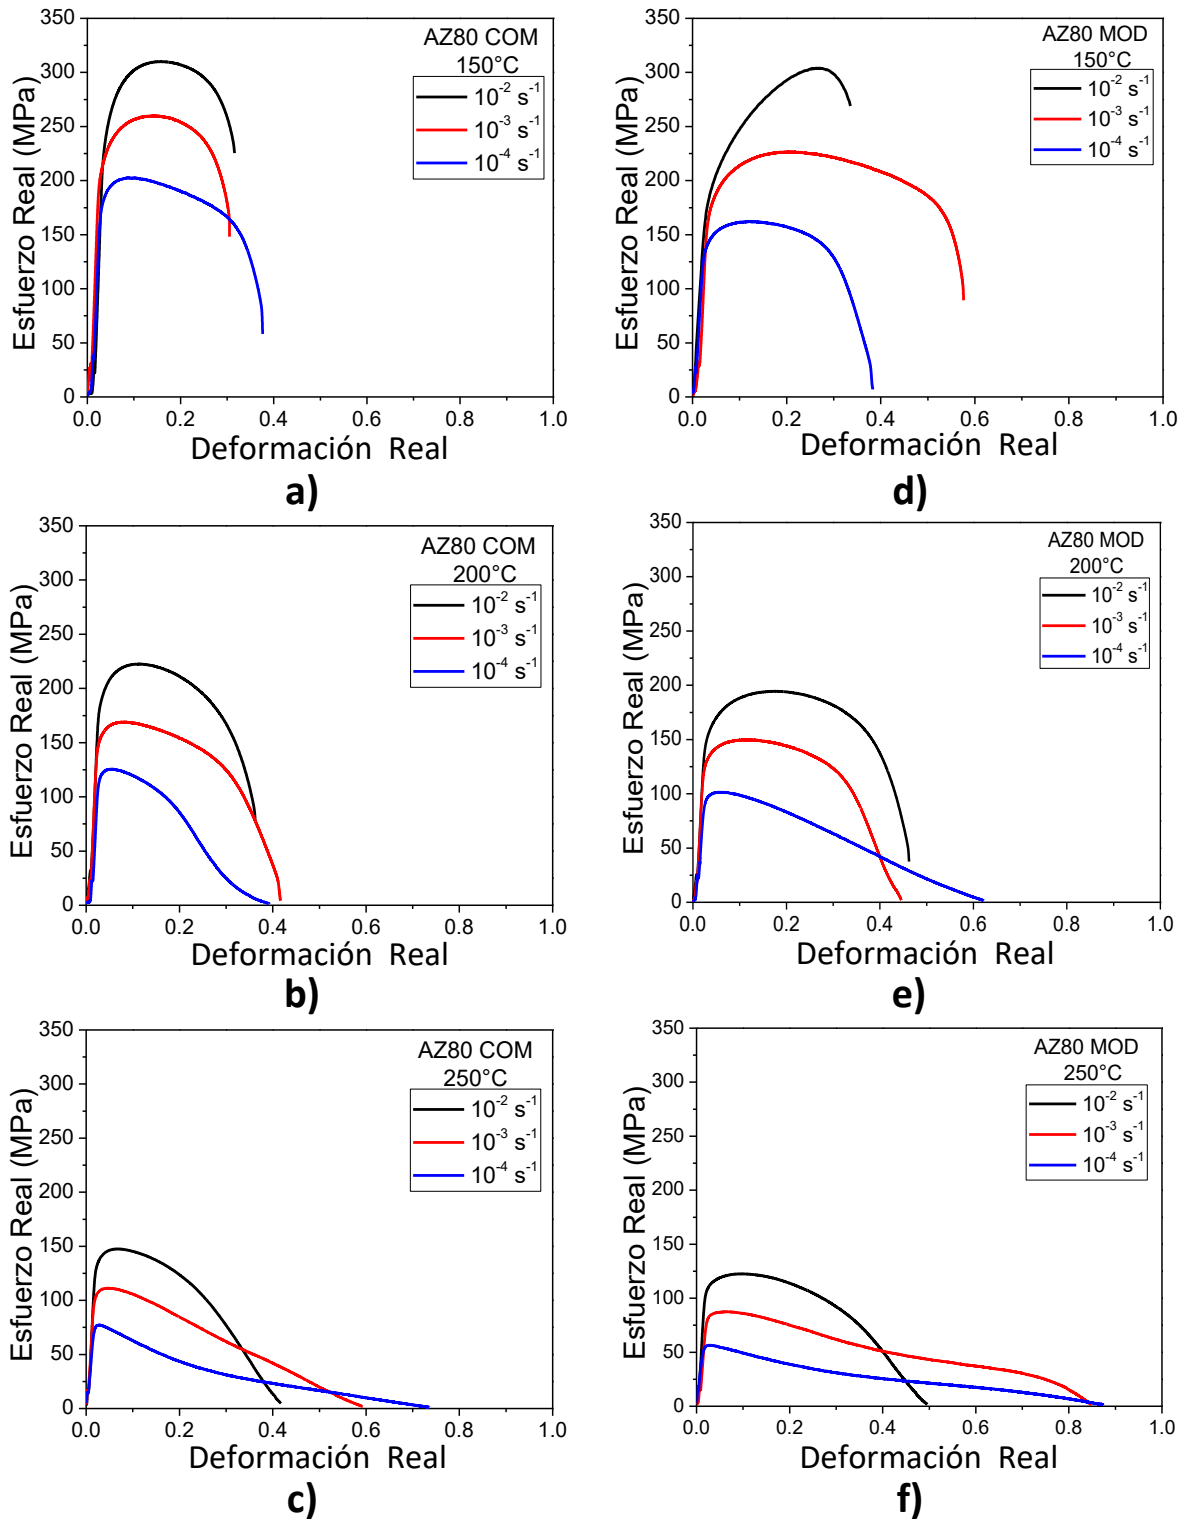 350
300
250
200
150
100
50
0
Esfuerzo Real (MPa)
AZ80 COM
150°C
10⁻² s⁻¹
10⁻³ s⁻¹
10⁻⁴ s⁻¹
0.0 0.2 0.4 0.6 0.8 1.0
Deformación Real
a)
350
300
250
200
150
100
50
0
Esfuerzo Real (MPa)
AZ80 MOD
150°C
10⁻² s⁻¹
10⁻³ s⁻¹
10⁻⁴ s⁻¹
0.0 0.2 0.4 0.6 0.8 1.0
Deformación Real
d)
350
300
250
200
150
100
50
0
Esfuerzo Real (MPa)
AZ80 COM
200°C
10⁻² s⁻¹
10⁻³ s⁻¹
10⁻⁴ s⁻¹
0.0 0.2 0.4 0.6 0.8 1.0
Deformación Real
b)
350
300
250
200
150
100
50
0
Esfuerzo Real (MPa)
AZ80 MOD
200°C
10⁻² s⁻¹
10⁻³ s⁻¹
10⁻⁴ s⁻¹
0.0 0.2 0.4 0.6 0.8 1.0
Deformación Real
e)
350
300
250
200
150
100
50
0
Esfuerzo Real (MPa)
AZ80 COM
250°C
10⁻² s⁻¹
10⁻³ s⁻¹
10⁻⁴ s⁻¹
0.0 0.2 0.4 0.6 0.8 1.0
Deformación Real
c)
350
300
250
200
150
100
50
0
Esfuerzo Real (MPa)
AZ80 MOD
250°C
10⁻² s⁻¹
10⁻³ s⁻¹
10⁻⁴ s⁻¹
0.0 0.2 0.4 0.6 0.8 1.0
Deformación Real
f)